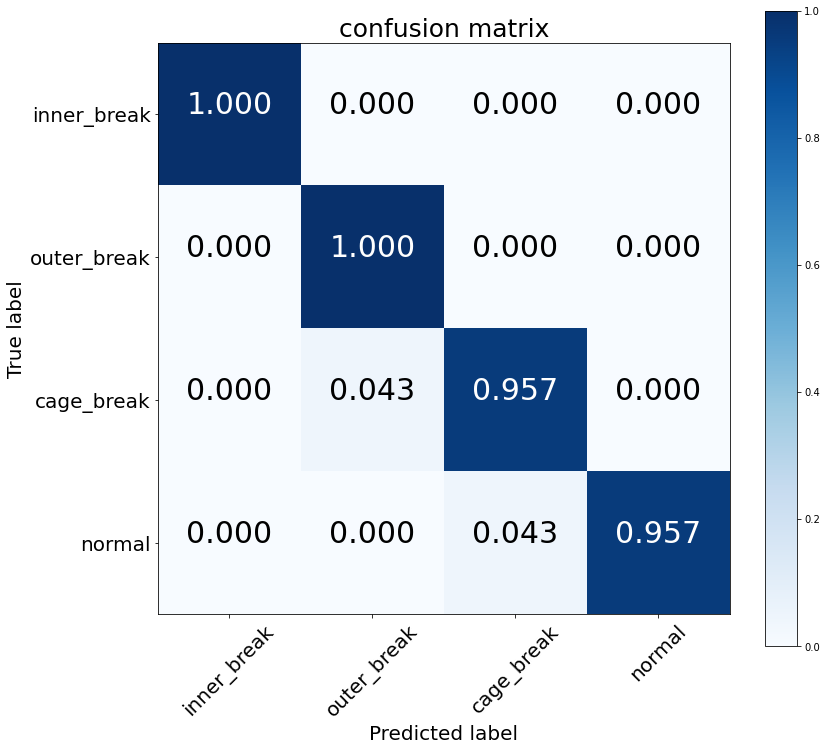 confusion matrix
inner_break 1.000 0.000 0.000 0.000
outer_break 0.000 1.000 0.000 0.000
cage_break 0.000 0.043 0.957 0.000
normal 0.000 0.000 0.043 0.957
True label
inner_break outer_break cage_break normal
Predicted label
1.0
0.8
0.6
0.4
0.2
0.0